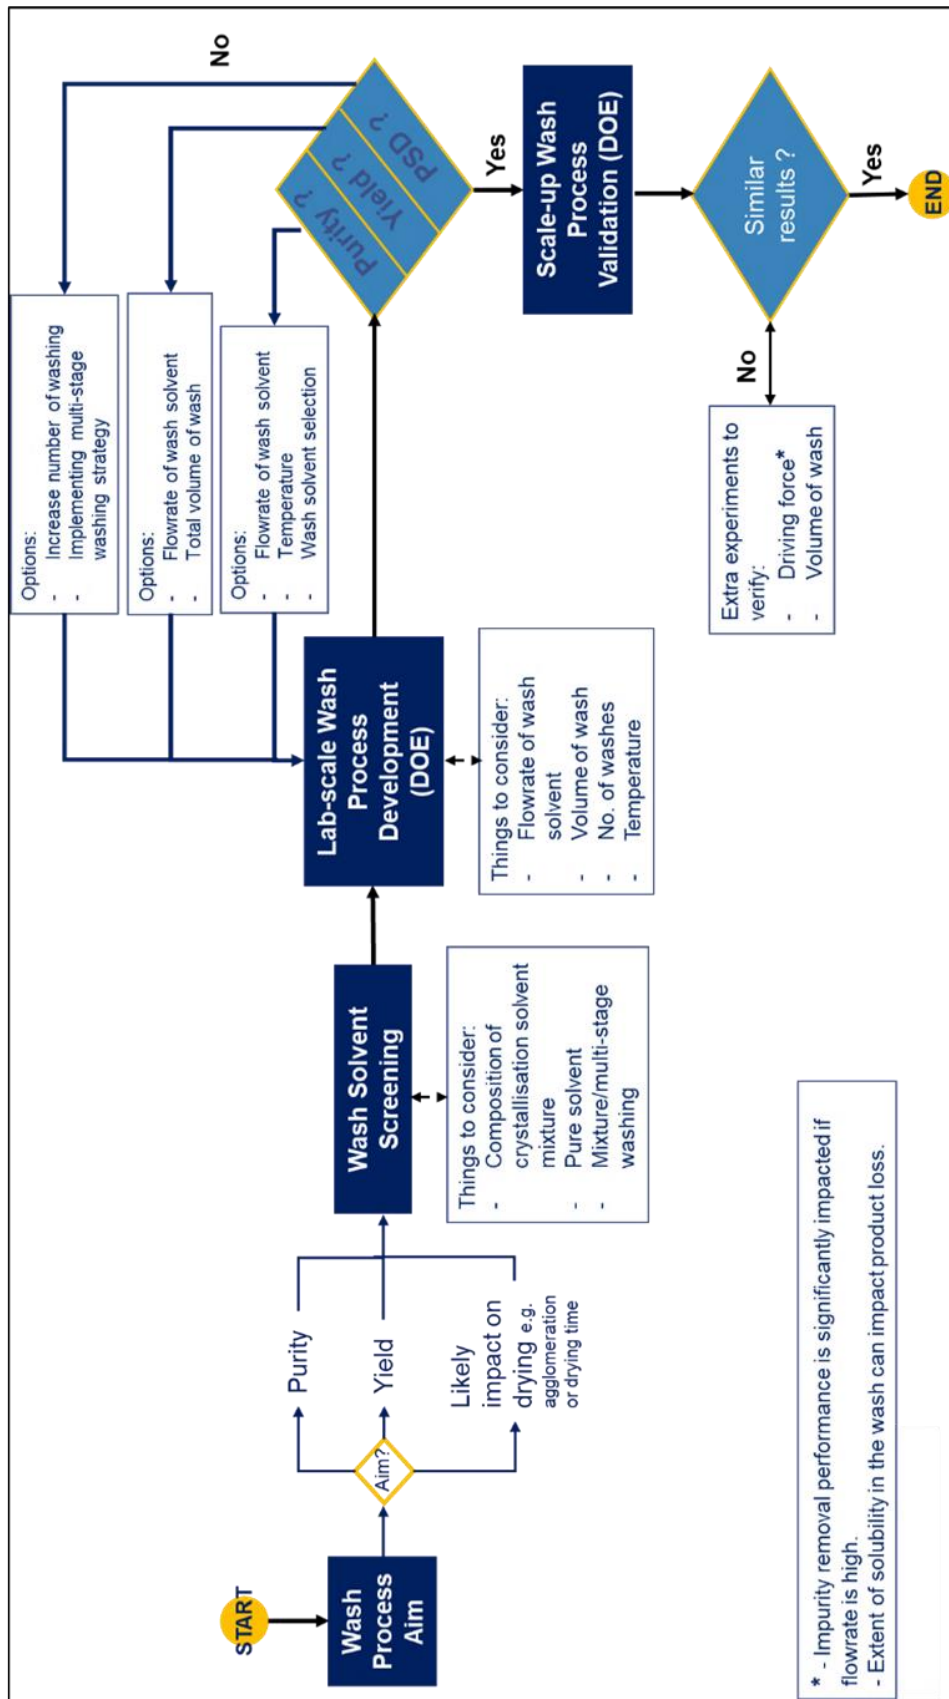 START
Wash
Process
Aim
Aim?
Purity
Yield
Likely
impact on
drying e.g.
agglomeration
or drying time
Wash Solvent
Screening
Things to consider:
- Composition of
crystallisation solvent
mixture
- Pure solvent
- Mixture/multi-stage
washing
Lab-scale Wash
Process
Development
(DOE)
Things to consider:
- Flowrate of wash
solvent
- Volume of wash
- No. of washes
- Temperature
Options:
- Increase number of washing
- Implementing multi-stage
washing strategy
Options:
- Flowrate of wash solvent
- Total volume of wash
Options:
- Flowrate of wash solvent
- Temperature
- Wash solvent selection
No
Purity ?
Yield ?
PSD ?
Yes
Scale-up Wash
Process
Validation (DOE)
Similar
results ?
No
Extra experiments to
verify:
- Driving force*
- Volume of wash
Yes
END
* - Impurity removal performance is significantly impacted if
flowrate is high.
- Extent of solubility in the wash can impact product loss.